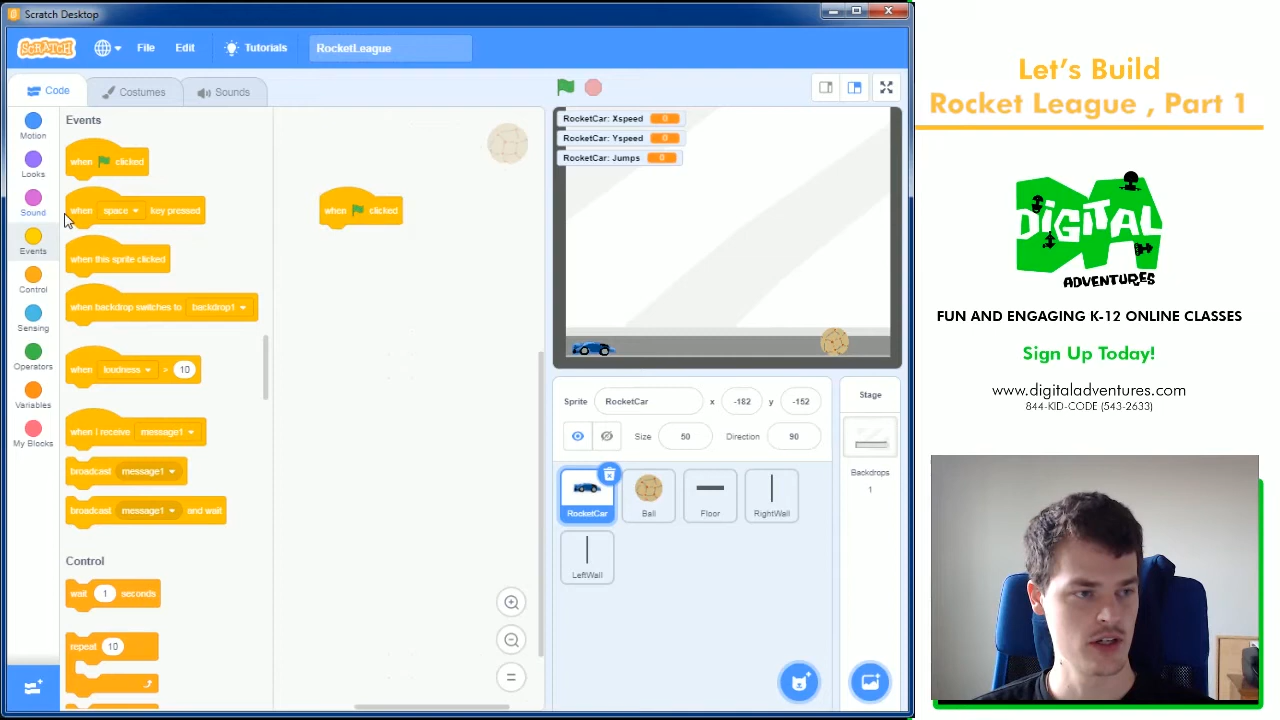 Scratch Desktop
SCRATCH
File
Edit
Tutorials
RocketLeague
Code
Costumes
Sounds
Motion
Looks
Sound
Events
Control
Sensing
Operators
Variables
My Blocks
Events
when clicked
when space key pressed
when this sprite clicked
when backdrop switches to backdrop1
when loudness > 10
when I receive message1
broadcast message1
broadcast message1 and wait
Control
wait 1 seconds
repeat 10
when clicked
RocketCar: Xspeed 0
RocketCar: Yspeed 0
RocketCar: Jumps 0
Sprite RocketCar x -182 y -152
Size 50 Direction 90
RocketCar
Ball
Floor
RightWall
LeftWall
Stage
Backdrops
1
Let's Build
Rocket League , Part 1
DIGITAL
ADVENTURES
FUN AND ENGAGING K-12 ONLINE CLASSES
Sign Up Today!
www.digitaladventures.com
844-KID-CODE (543-2633)